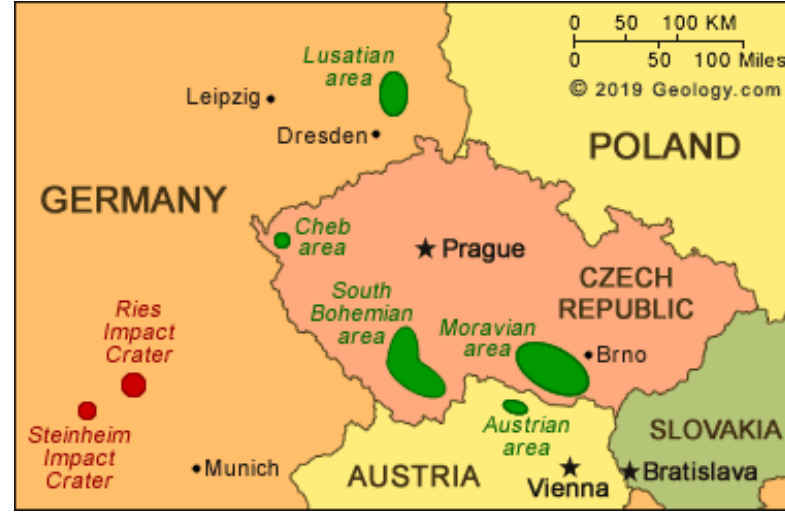 0 50 100 KM
0 50 100 Miles
© 2019 Geology.com
Lusatian
area
Leipzig
Dresden
POLAND
GERMANY
Cheb
area
Prague
CZECH
REPUBLIC
South
Bohemian
area
Moravian
area
Brno
Ries
Impact
Crater
Steinheim
Impact
Crater
Austrian
area
SLOVAKIA
Munich
AUSTRIA
Vienna
Bratislava